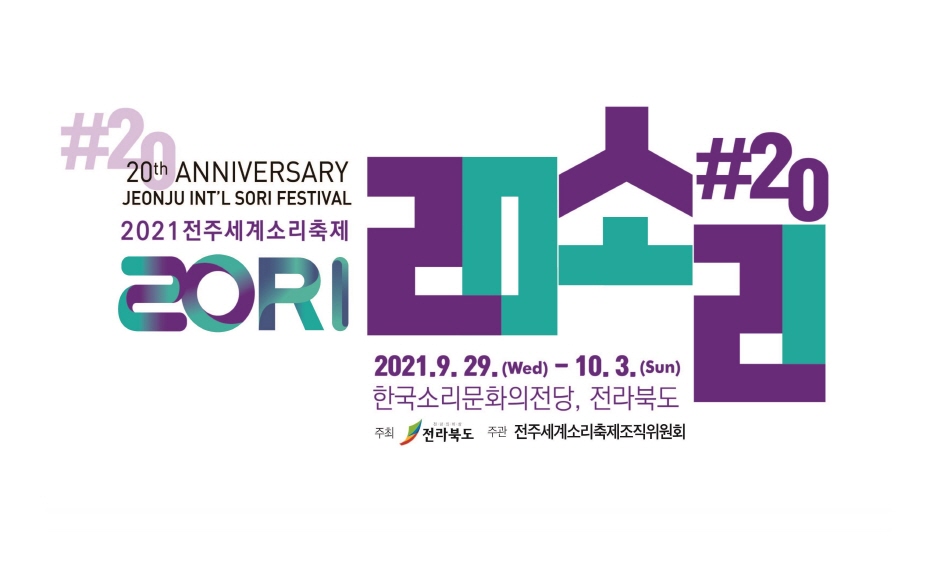 #20
20th ANNIVERSARY
JEONJU INT'L SORI FESTIVAL
2021전주세계소리축제
2ORI
20소리
#20
2021.9.29.(Wed) – 10.3.(Sun)
한국소리문화의전당, 전라북도
주최 전라북도 주관 전주세계소리축제조직위원회